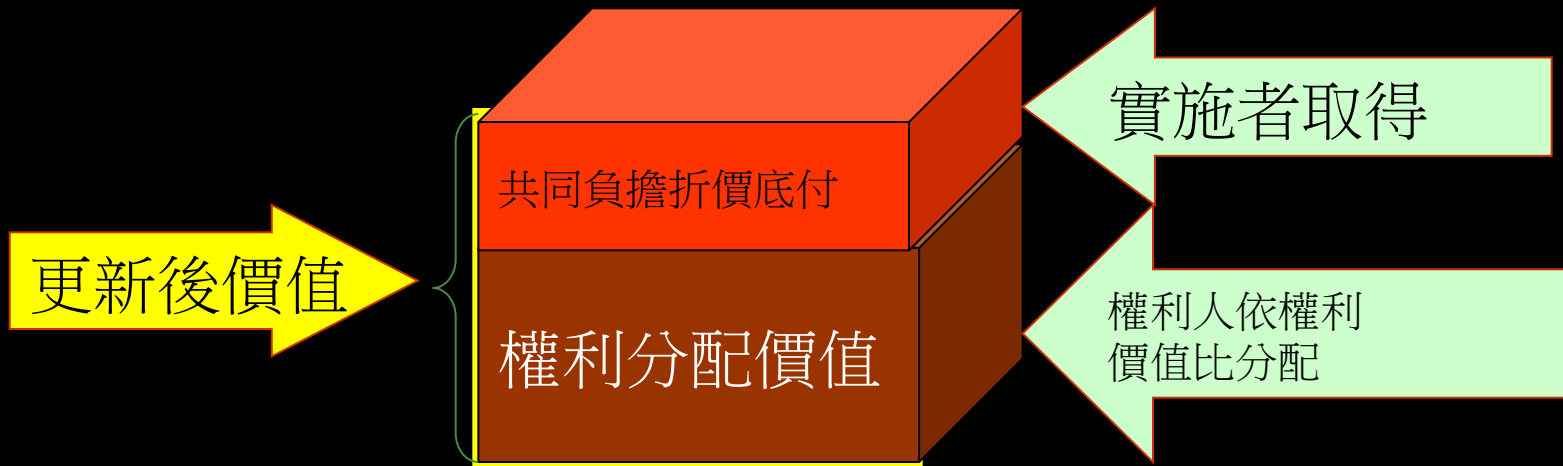 實施者取得
共同負擔折價底付
更新後價值
權利分配價值
權利人依權利
價值比分配